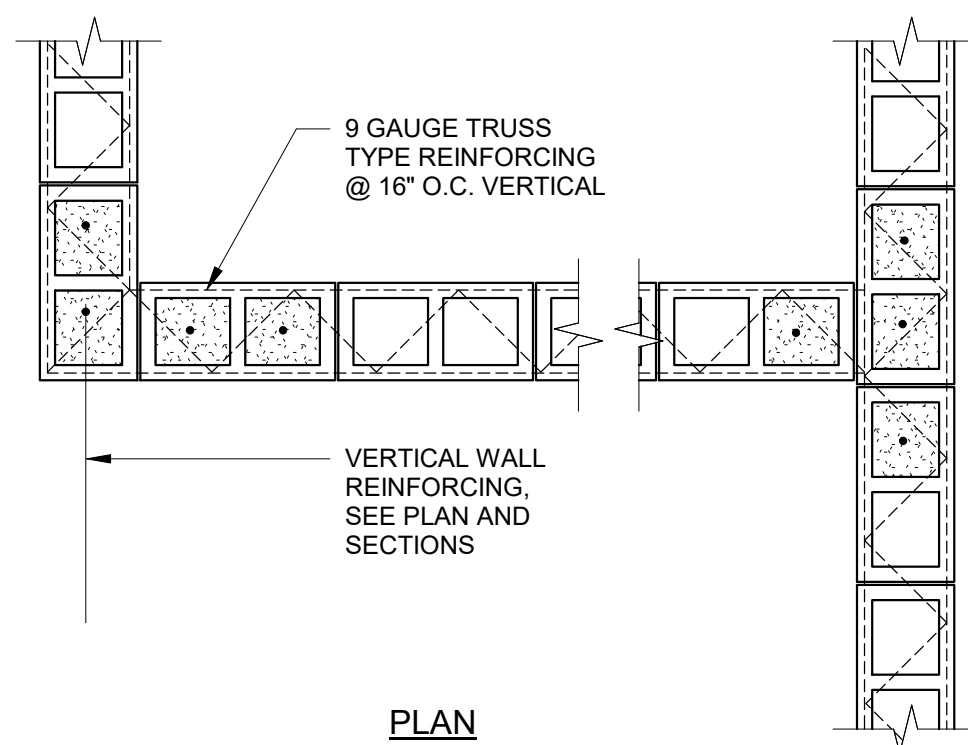 9 GAUGE TRUSS
TYPE REINFORCING
@ 16" O.C. VERTICAL
VERTICAL WALL
REINFORCING,
SEE PLAN AND
SECTIONS
PLAN